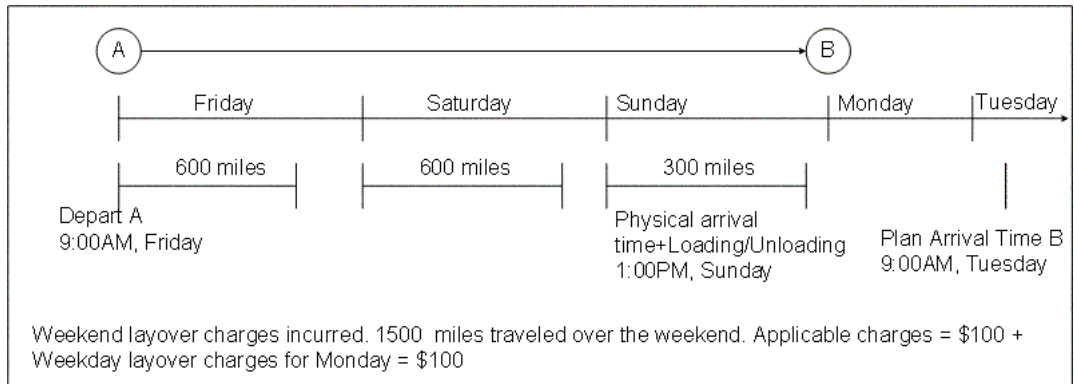 A
B
Friday
Saturday
Sunday
Monday
Tuesday
600 miles
600 miles
300 miles
Depart A
9:00AM, Friday
Physical arrival
time+Loading/Unloading
1:00PM, Sunday
Plan Arrival Time B
9:00AM, Tuesday
Weekend layover charges incurred. 1500 miles traveled over the weekend. Applicable charges = $100 +
Weekday layover charges for Monday = $100